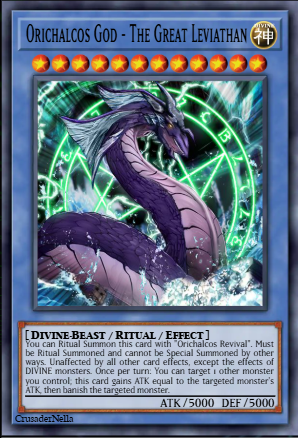 ORICHALCOS GOD - THE GREAT LEVIATHAN
DIVINE
神
[ DIVINE-BEAST / RITUAL / EFFECT ]
You can Ritual Summon this card with "Orichalcos Revival". Must
be Ritual Summoned and cannot be Special Summoned by other
ways. Unaffected by all other card effects, except the effects of
DIVINE monsters. Once per turn: You can target 1 other monster
you control; this card gains ATK equal to the targeted monster's
ATK, then banish the targeted monster.
ATK/5000 DEF/5000
CrusaderNella